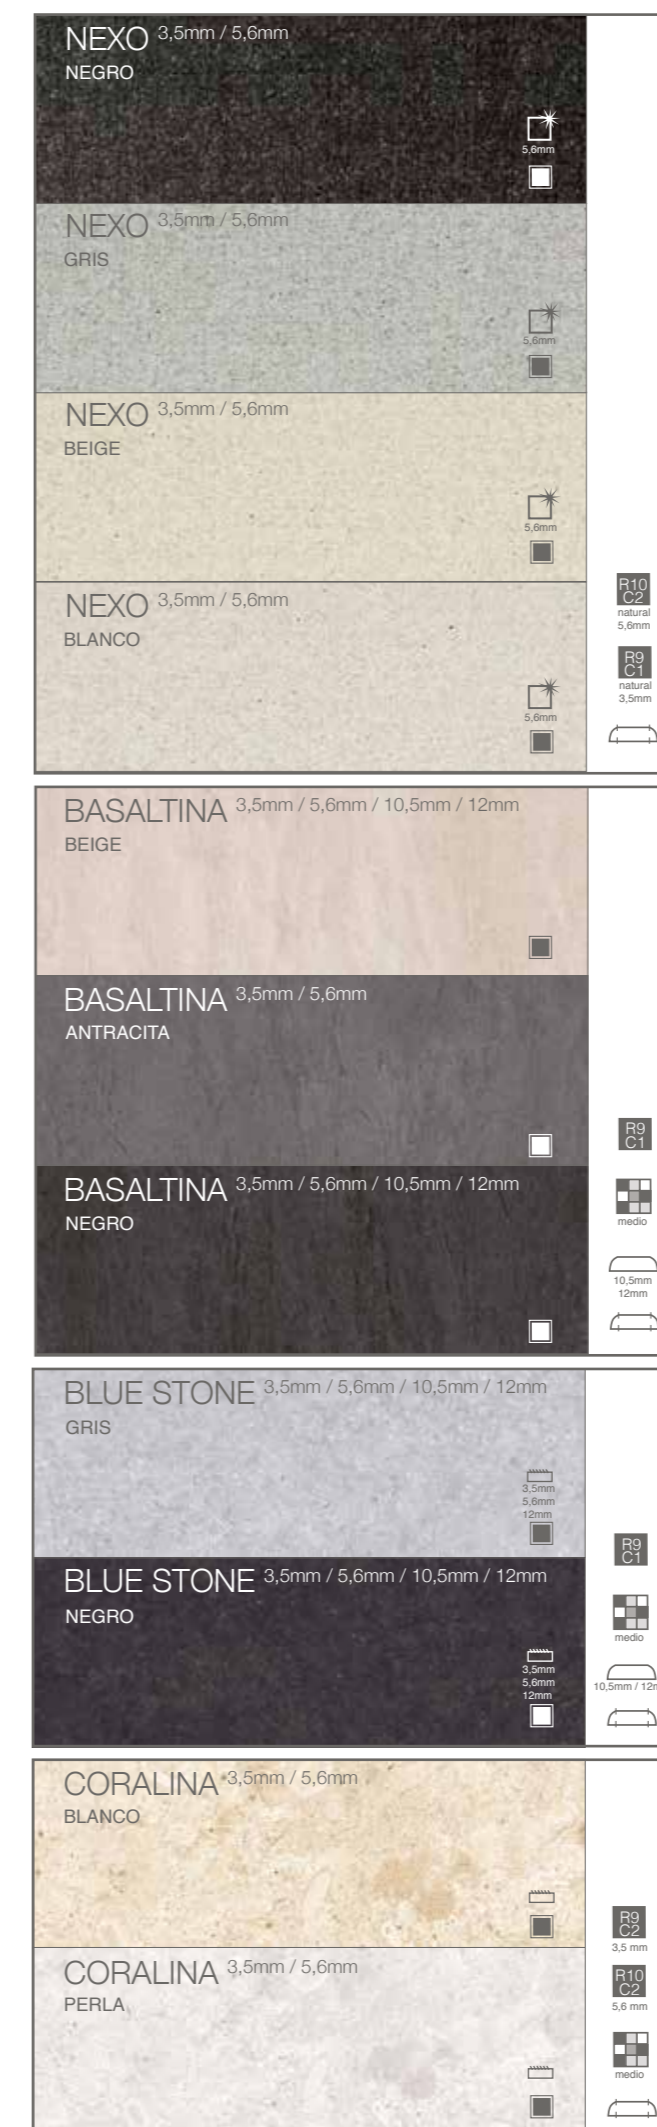 NEXO 3,5mm / 5,6mm
NEGRO
5,6mm
NEXO 3,5mm / 5,6mm
GRIS
5,6mm
NEXO 3,5mm / 5,6mm
BEIGE
5,6mm
NEXO 3,5mm / 5,6mm
BLANCO
5,6mm
R10
C2
natural
5,6mm
R9
C1
natural
3,5mm
BASALTINA 3,5mm / 5,6mm / 10,5mm / 12mm
BEIGE
BASALTINA 3,5mm / 5,6mm
ANTRACITA
BASALTINA 3,5mm / 5,6mm / 10,5mm / 12mm
NEGRO
R9
C1
medio
10,5mm
12mm
BLUE STONE 3,5mm / 5,6mm / 10,5mm / 12mm
GRIS
3,5mm
5,6mm
12mm
BLUE STONE 3,5mm / 5,6mm / 10,5mm / 12mm
NEGRO
3,5mm
5,6mm
12mm
R9
C1
medio
10,5mm / 12m
CORALINA 3,5mm / 5,6mm
BLANCO
CORALINA 3,5mm / 5,6mm
PERLA
R9
C2
3,5 mm
R10
C2
5,6 mm
medio